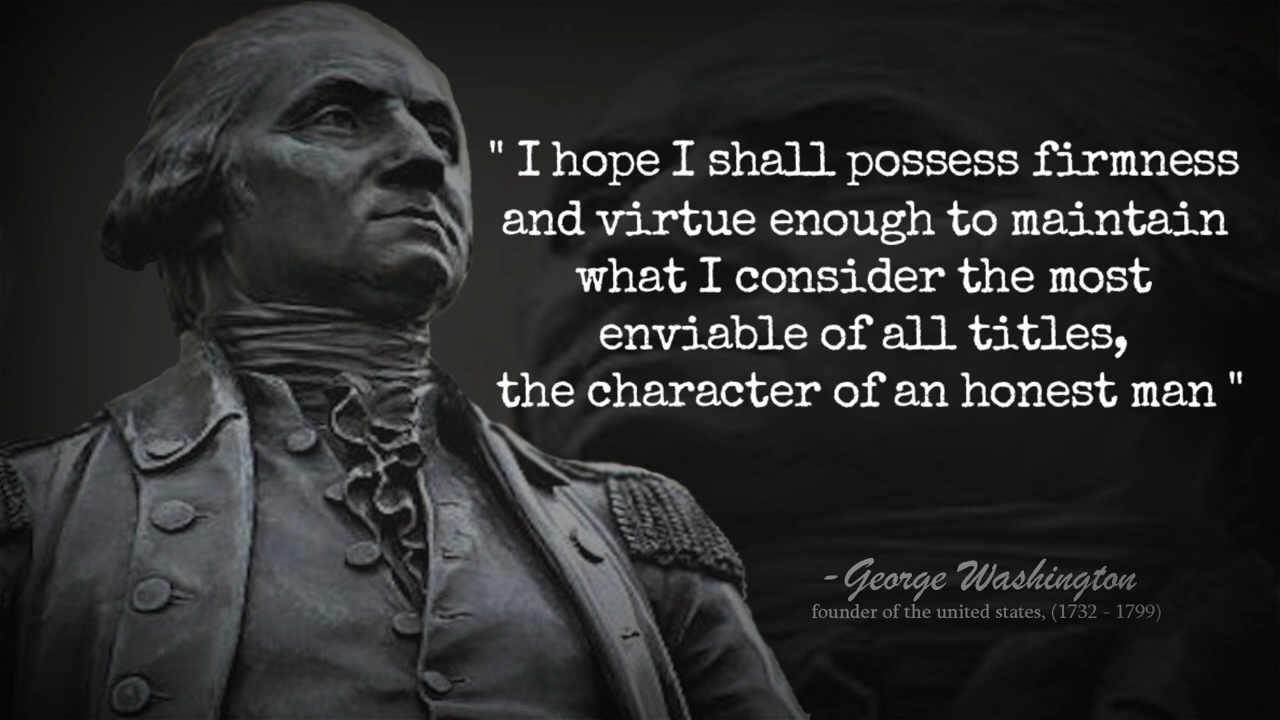 " I hope I shall possess firmness
and virtue enough to maintain
what I consider the most
enviable of all titles,
the character of an honest man "
-George Washington
founder of the united states, (1732 - 1799)